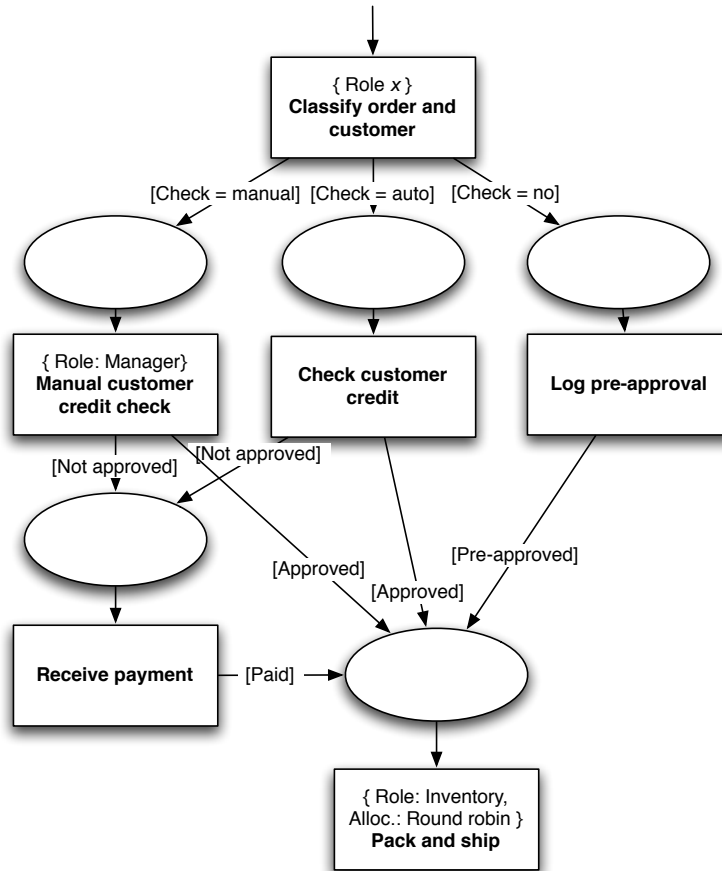 { Role x }
Classify order and
customer
[Check = manual]
[Check = auto]
[Check = no]
{ Role: Manager}
Manual customer
credit check
Check customer
credit
Log pre-approval
[Not approved]
[Not approved]
[Approved]
[Approved]
[Pre-approved]
Receive payment
[Paid]
{ Role: Inventory,
Alloc.: Round robin }
Pack and ship